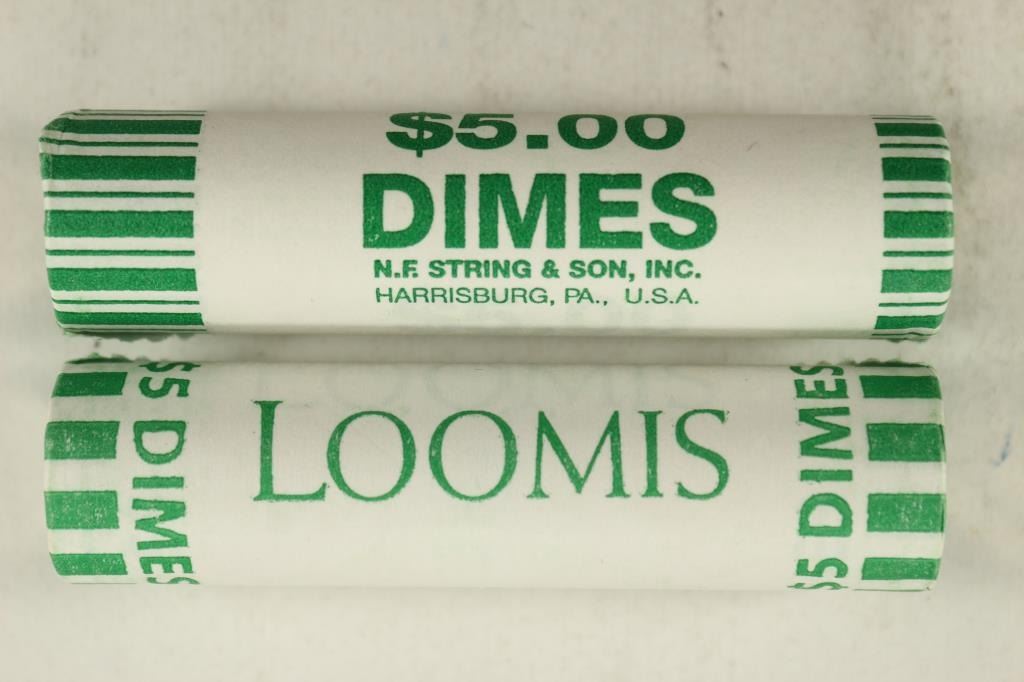 $5.00
DIMES
N.F. STRING & SON, INC.
HARRISBURG, PA., U.S.A.
$5 DIMES
LOOMIS
$5 DIMES